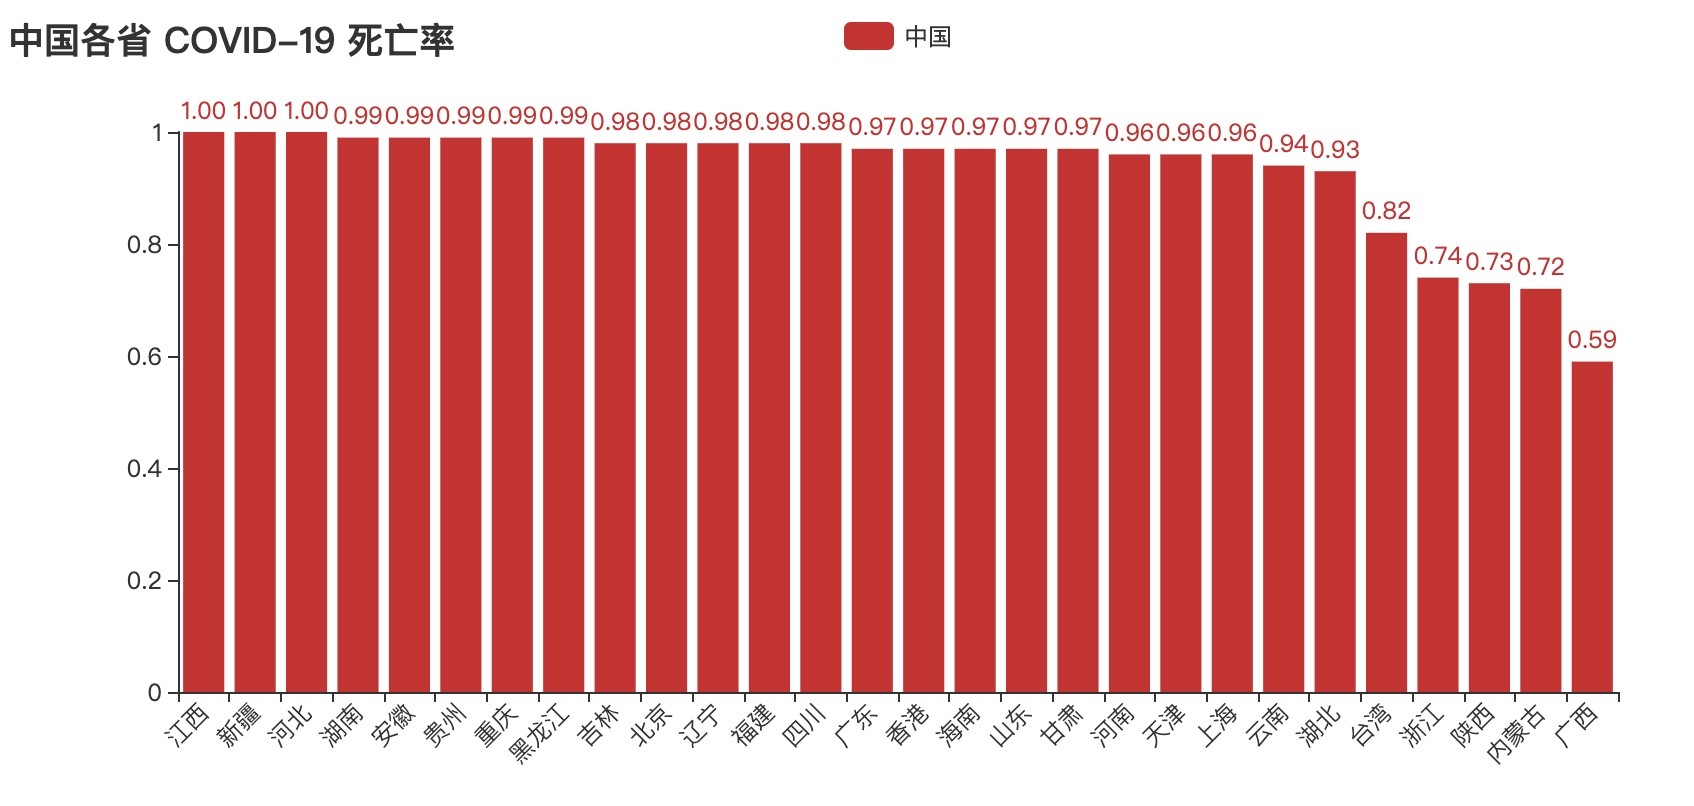 中国各省 COVID-19 死亡率
中国
1.00 1.00 1.00 0.99 0.99 0.99 0.99 0.99 0.98 0.98 0.98 0.98 0.98 0.97 0.97 0.97 0.97 0.97 0.96 0.96 0.96 0.94 0.93 0.82 0.74 0.73 0.72 0.59
1
0.8
0.6
0.4
0.2
0
江西 新疆 河北 湖南 安徽 贵州 重庆 黑龙江 吉林 北京 辽宁 福建 四川 广东 香港 海南 山东 甘肃 河南 天津 上海 云南 湖北 台湾 浙江 陕西 内蒙古 广西